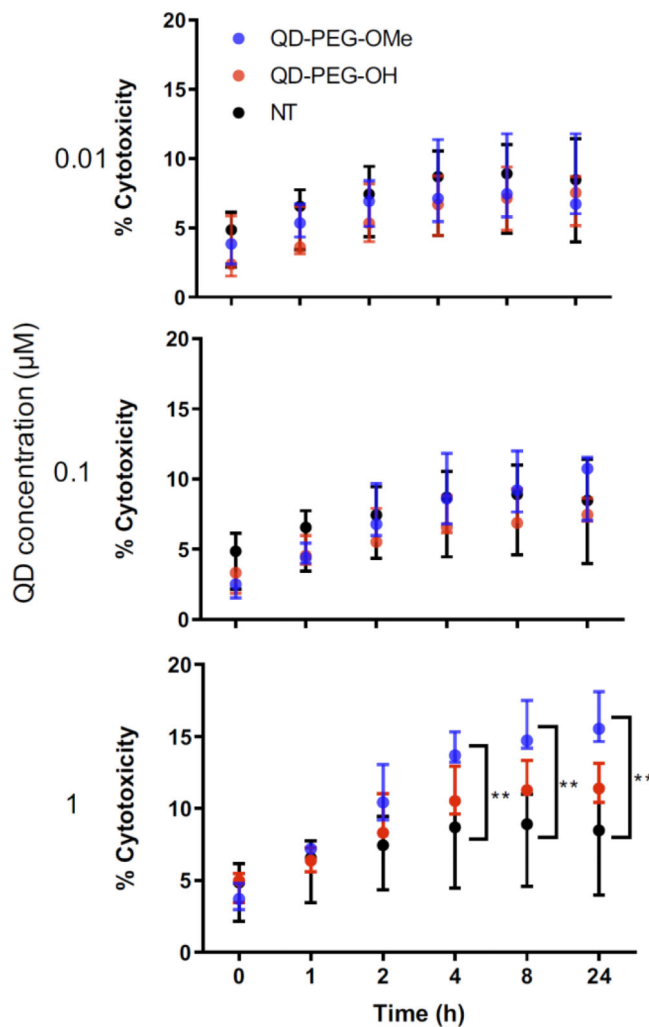 20
QD-PEG-OMe
QD-PEG-OH
NT
15
10
5
0
% Cytotoxicity
0.01
20
15
10
5
0
% Cytotoxicity
0.1
QD concentration (µM)
20
15
10
5
0
% Cytotoxicity
1
**
**
**
0 1 2 4 8 24
Time (h)